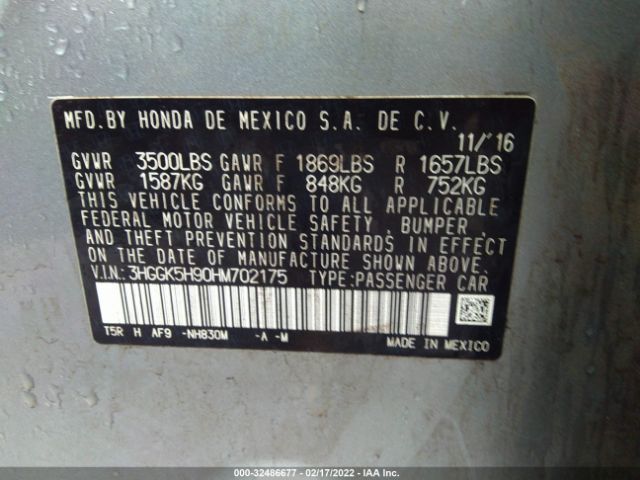 MFD.BY HONDA DE MEXICO S.A. DE C.V.
11/'16
GVWR 3500LBS GAWR F 1869LBS R 1657LBS
GVWR 1587KG GAWR F 848KG R 752KG
THIS VEHICLE CONFORMS TO ALL APPLICABLE
FEDERAL MOTOR VEHICLE SAFETY, BUMPER,
AND THEFT PREVENTION STANDARDS IN EFFECT
ON THE DATE OF MANUFACTURE SHOWN ABOVE.
V.I.N.: 3HGGK5H90HM702175 TYPE:PASSENGER CAR
T5R H AF9 -NH830M -A -M
MADE IN MEXICO
000-32486677 - 02/17/2022 - IAA Inc.